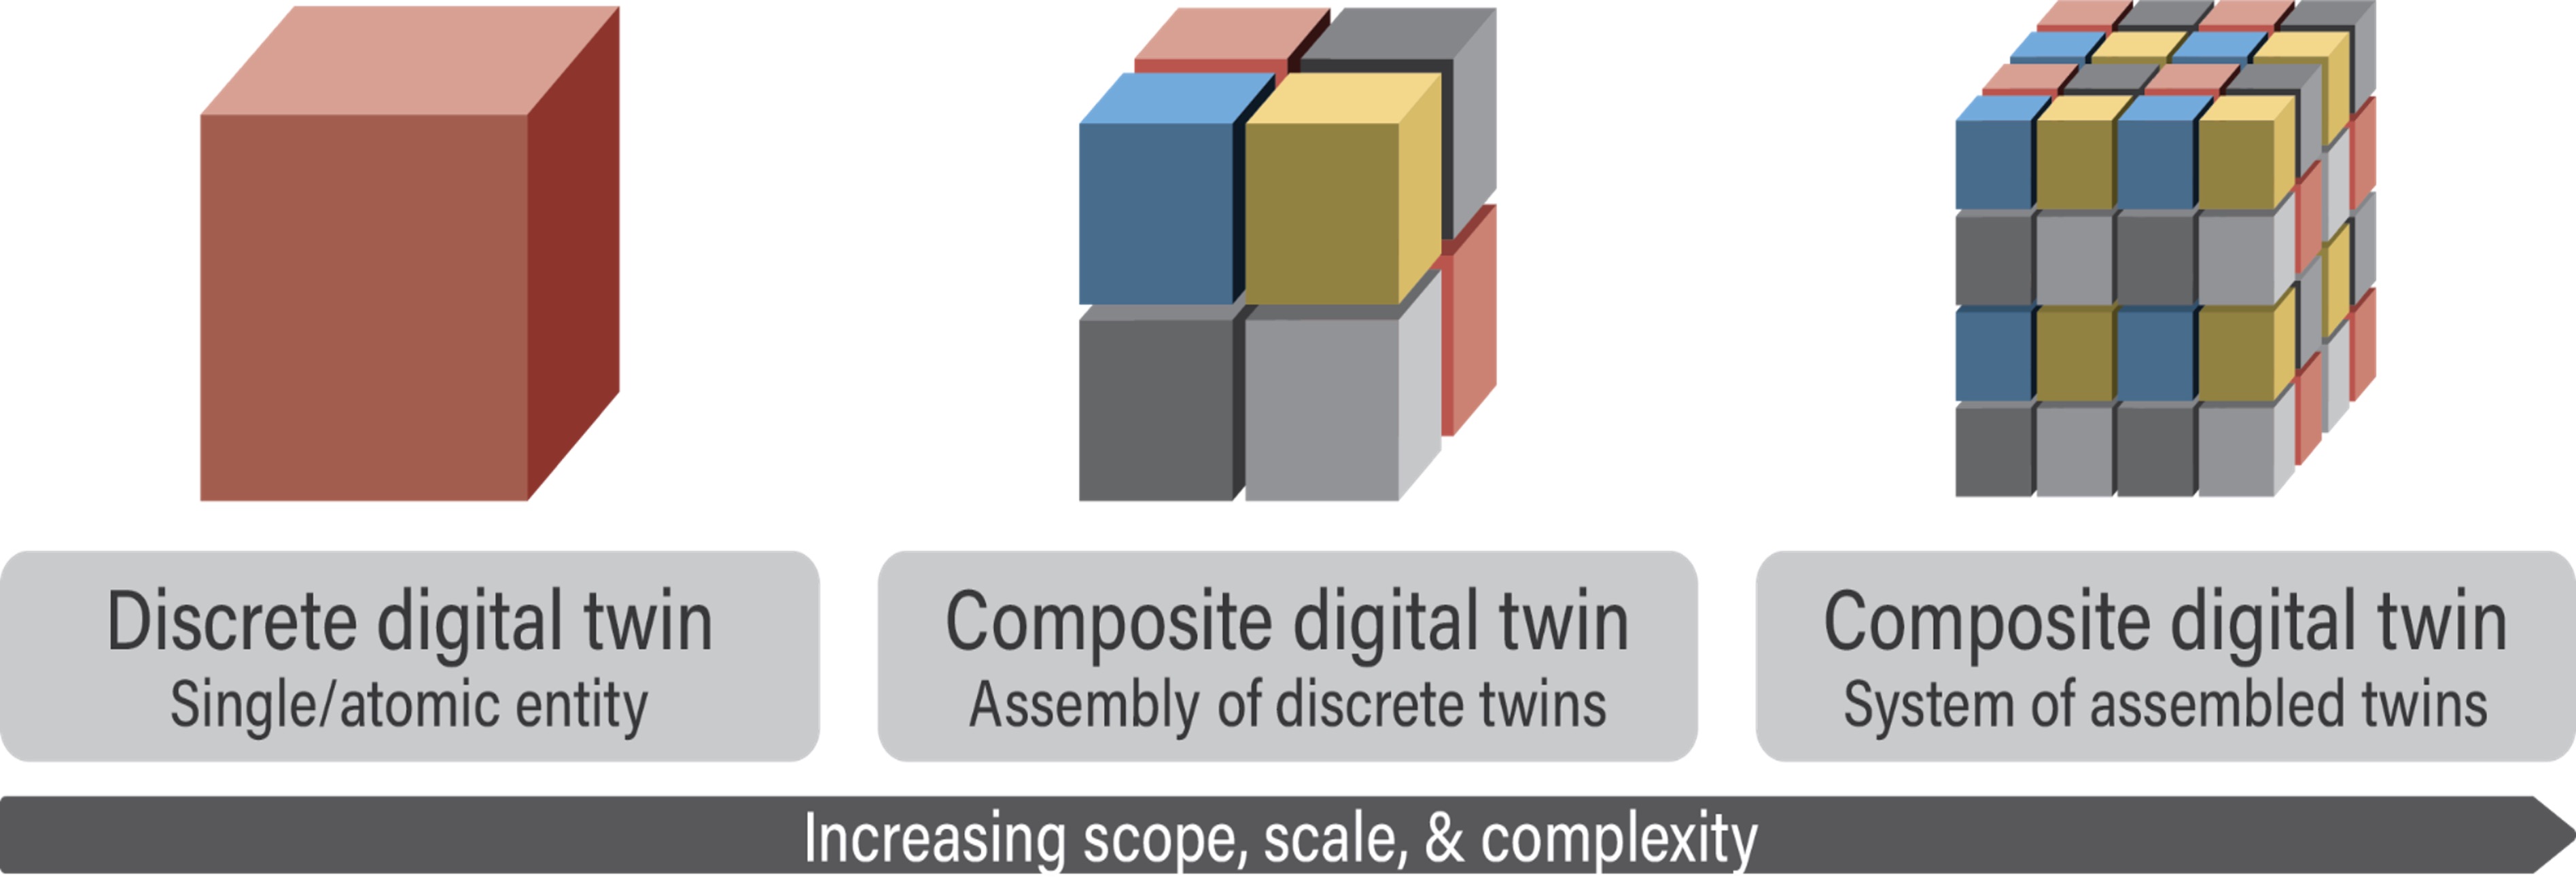 Discrete digital twin
Single/atomic entity
Composite digital twin
Assembly of discrete twins
Composite digital twin
System of assembled twins
Increasing scope, scale, & complexity